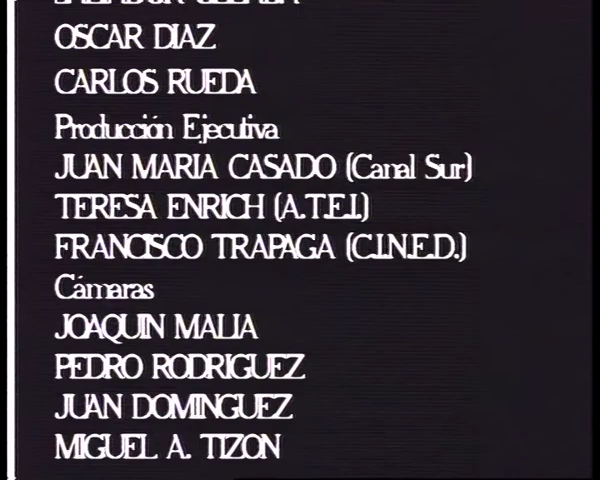 OSCAR DIAZ
CARLOS RUEDA
Producción Ejecutiva
JUAN MARIA CASADO (Canal Sur)
TERESA ENRICH (A.T.E.I.)
FRANCISCO TRAPAGA (C.I.N.E.D.)
Cámaras
JOAQUIN MALIA
PEDRO RODRIGUEZ
JUAN DOMINGUEZ
MIGUEL A. TIZON